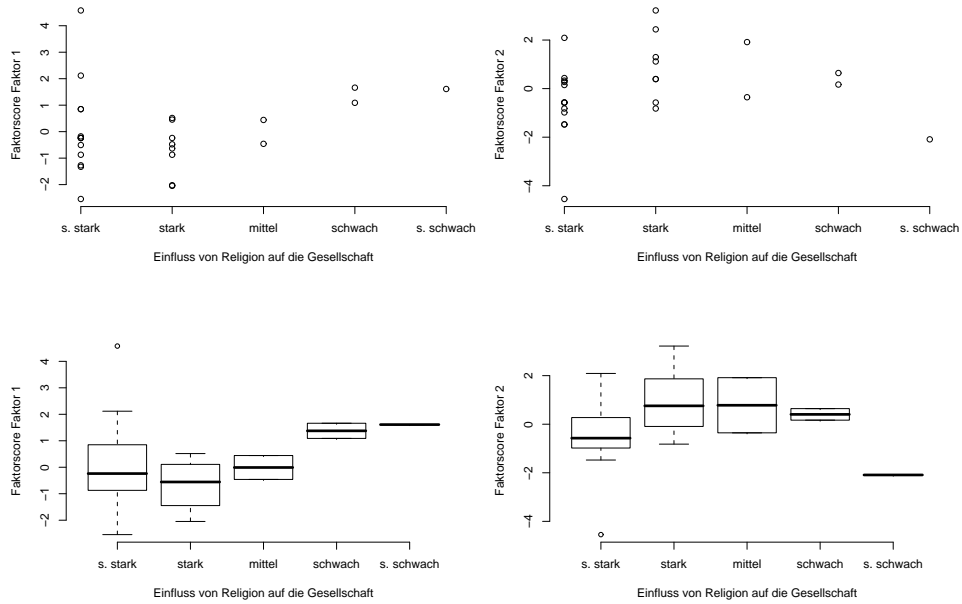 Faktorscore Faktor 1
4
3
2
1
0
−1
−2
s. stark
stark
mittel
schwach
s. schwach
Einfluss von Religion auf die Gesellschaft
Faktorscore Faktor 2
2
0
−2
−4
s. stark
stark
mittel
schwach
s. schwach
Einfluss von Religion auf die Gesellschaft
Faktorscore Faktor 1
4
3
2
1
0
−1
−2
s. stark
stark
mittel
schwach
s. schwach
Einfluss von Religion auf die Gesellschaft
Faktorscore Faktor 2
2
0
−2
−4
s. stark
stark
mittel
schwach
s. schwach
Einfluss von Religion auf die Gesellschaft